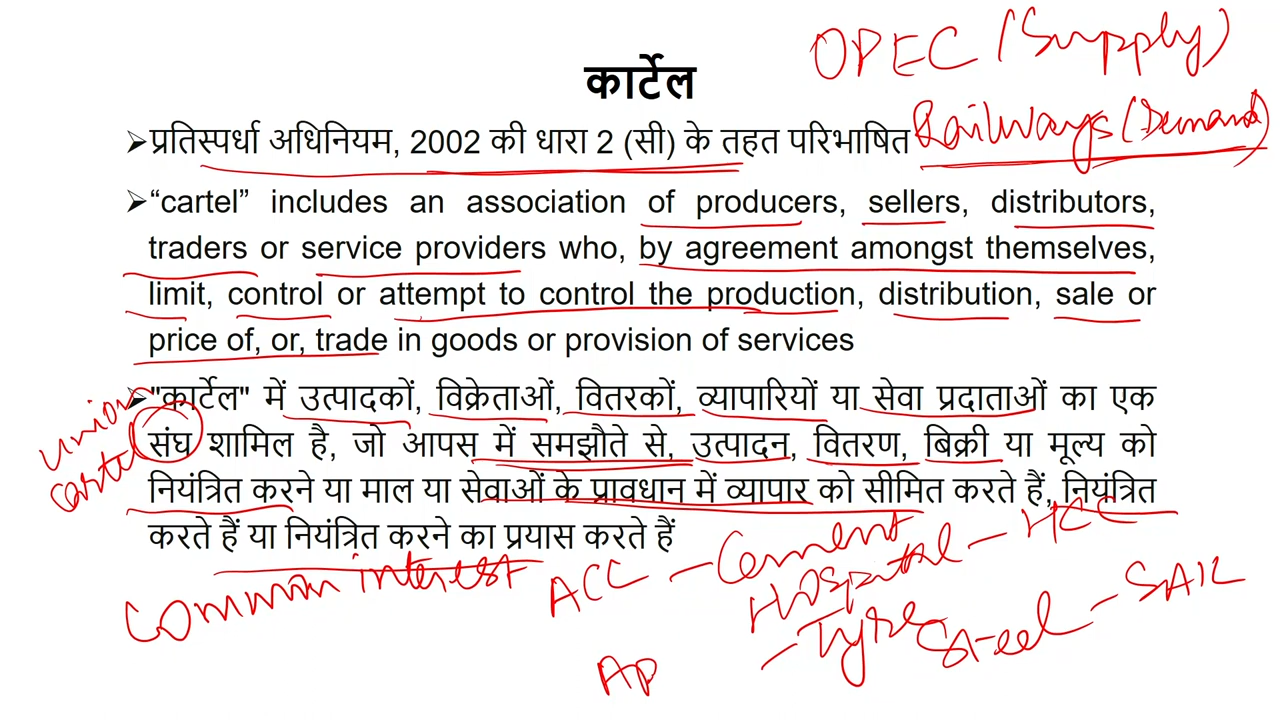 OPEC (Supply)
कार्टेल
Railways (Demand)
➢प्रतिस्पर्धा अधिनियम, 2002 की धारा 2 (सी) के तहत परिभाषित
➢“cartel” includes an association of producers, sellers, distributors,
traders or service providers who, by agreement amongst themselves,
limit, control or attempt to control the production, distribution, sale or
price of, or, trade in goods or provision of services
➢"कार्टेल" में उत्पादकों, विक्रेताओं, वितरकों, व्यापारियों या सेवा प्रदाताओं का एक
union
cartel
संघ शामिल है, जो आपस में समझौते से, उत्पादन, वितरण, बिक्री या मूल्य को
नियंत्रित करने या माल या सेवाओं के प्रावधान में व्यापार को सीमित करते हैं, नियंत्रित
करते हैं या नियंत्रित करने का प्रयास करते हैं
Common interest
ACC - Cement
Hospital - HCC
- Tyre
Steel - SAIL
AP